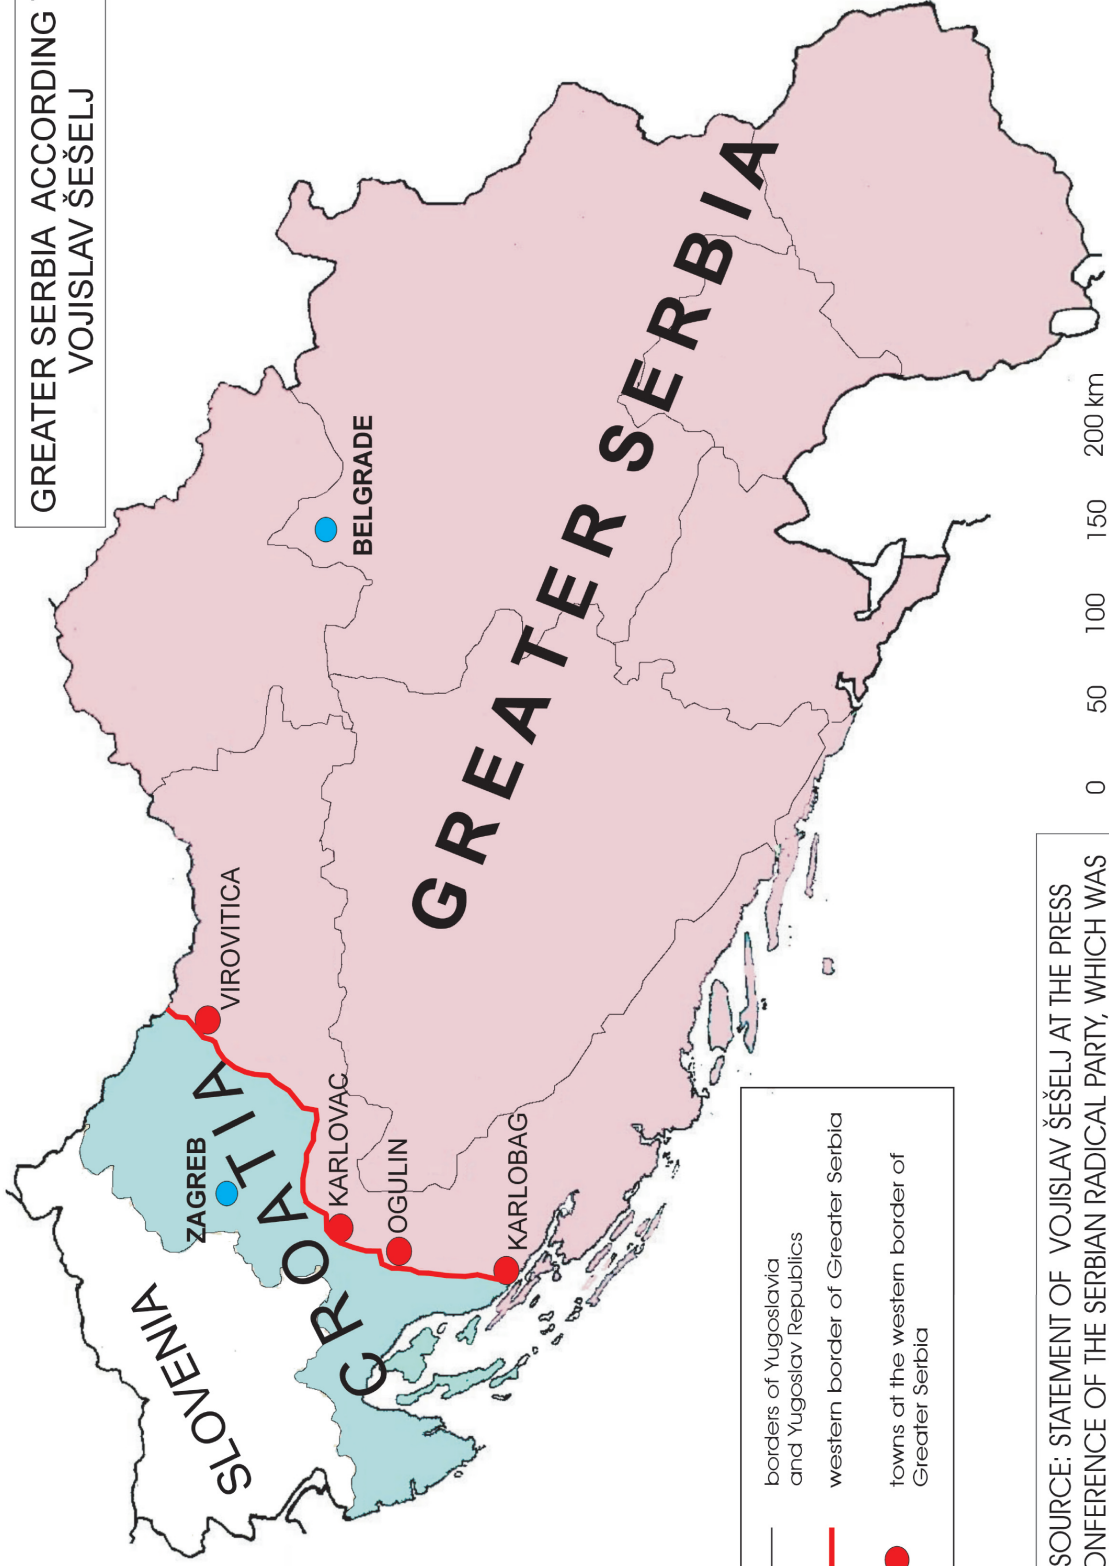 GREATER SERBIA ACCORDING
VOJISLAV ŠEŠELJ
SLOVENIA
CROATIA
ZAGREB
VIROVITICA
KARLOVAC
OGULIN
KARLOBAG
BELGRADE
GREATER SERBIA
borders of Yugoslavia
and Yugoslav Republics
western border of Greater Serbia
towns at the western border of
Greater Serbia
0 50 100 150 200 km
SOURCE: STATEMENT OF VOJISLAV ŠEŠELJ AT THE PRESS
ONFERENCE OF THE SERBIAN RADICAL PARTY, WHICH WAS